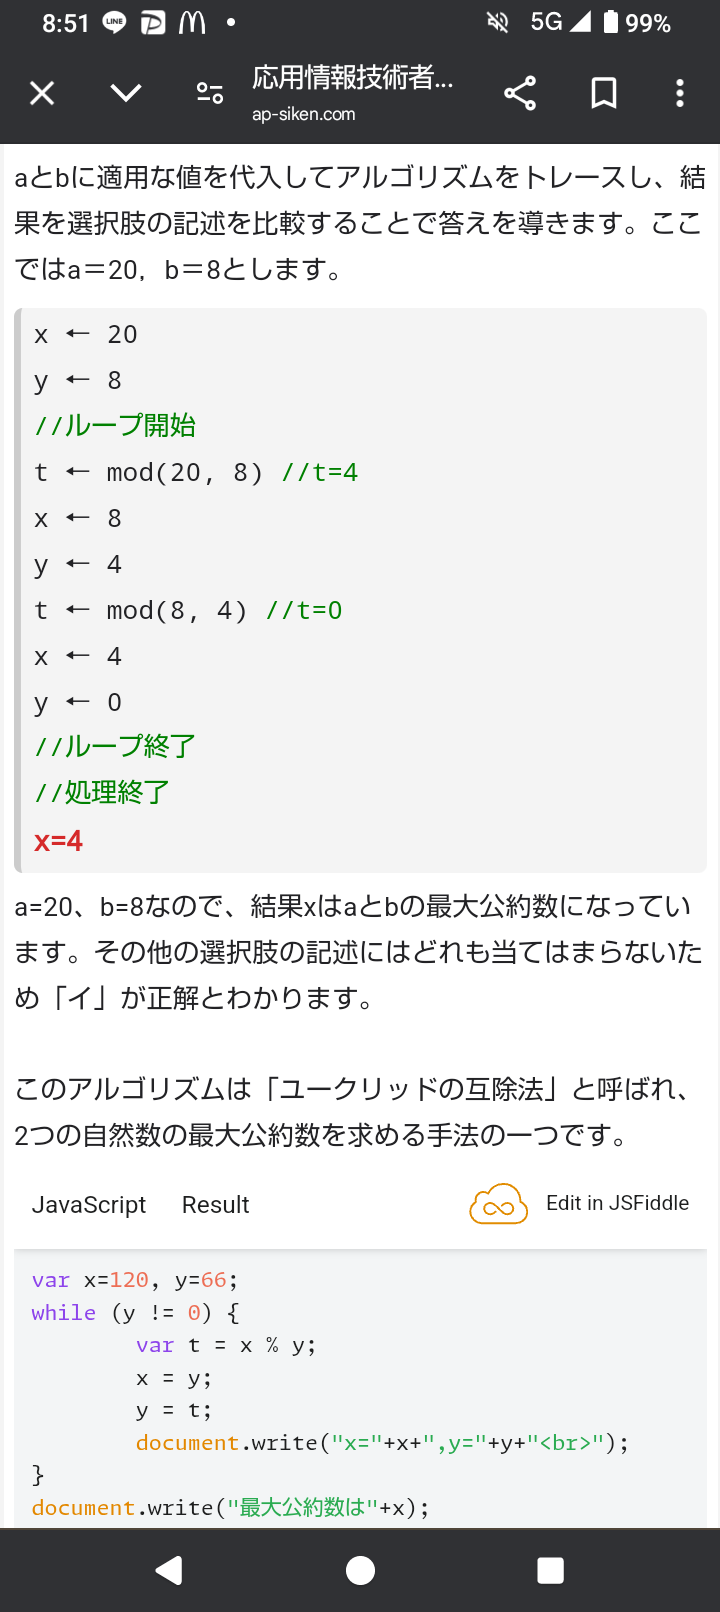 8:51 LINE 5G 99%
応用情報技術者...
ap-siken.com
aとbに適用な値を代入してアルゴリズムをトレースし、結
果を選択肢の記述を比較することで答えを導きます。ここ
ではa＝20，b＝8とします。
x ← 20
y ← 8
//ループ開始
t ← mod(20, 8) //t=4
x ← 8
y ← 4
t ← mod(8, 4) //t=0
x ← 4
y ← 0
//ループ終了
//処理終了
x=4
a=20、b=8なので、結果xはaとbの最大公約数になってい
ます。その他の選択肢の記述にはどれも当てはまらないた
め「イ」が正解とわかります。
このアルゴリズムは「ユークリッドの互除法」と呼ばれ、
2つの自然数の最大公約数を求める手法の一つです。
JavaScript Result Edit in JSFiddle
var x=120, y=66;
while (y != 0) {
var t = x % y;
x = y;
y = t;
document.write("x="+x+",y="+y+"<br>");
}
document.write("最大公約数は"+x);